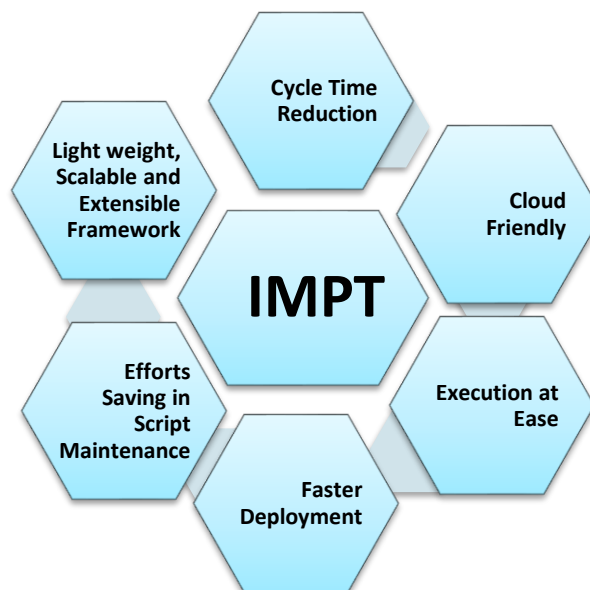 Cycle Time
Reduction
Light weight,
Scalable and
Extensible
Framework
Cloud
Friendly
IMPT
Efforts
Saving in
Script
Maintenance
Execution at
Ease
Faster
Deployment